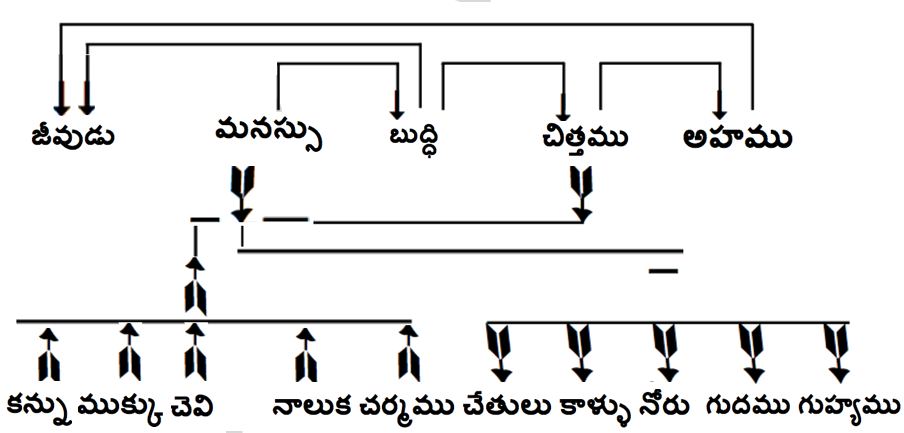 జీవుడు మనస్సు బుద్ధి చిత్తము అహము
కన్ను ముక్కు చెవి నాలుక చర్మము చేతులు కాళ్ళు నోరు గుదము గుహ్యము